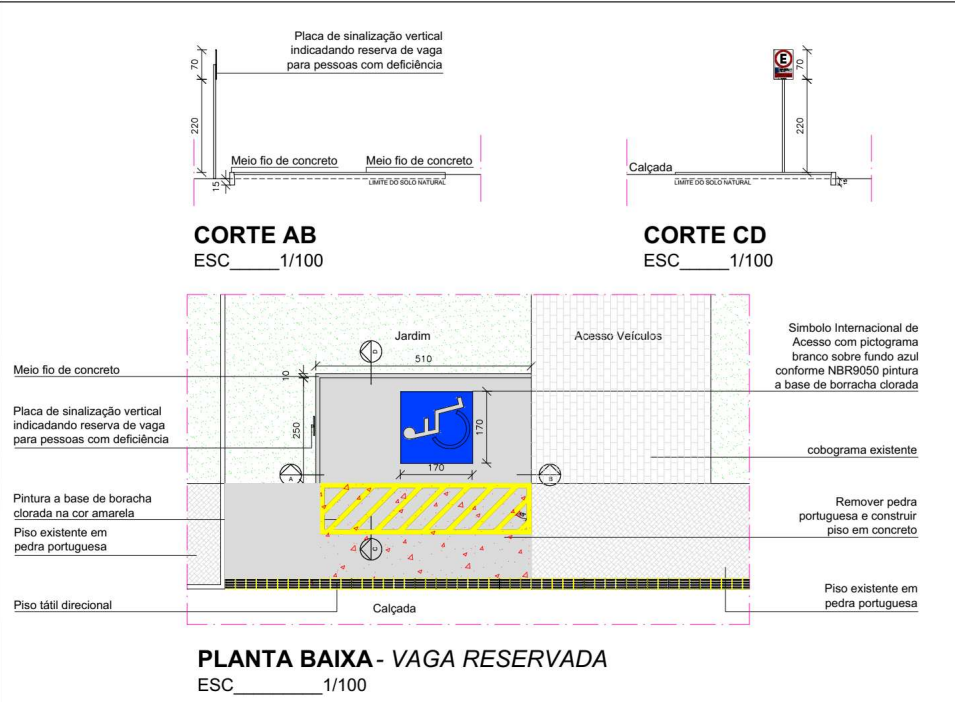 Placa de sinalização vertical
indicadando reserva de vaga
para pessoas com deficiência
70
220
15
Meio fio de concreto
Meio fio de concreto
LIMITE DO SOLO NATURAL
CORTE AB
ESC_____1/100
E
70
220
Calçada
LIMITE DO SOLO NATURAL
15
CORTE CD
ESC_____1/100
Jardim
Acesso Veículos
510
D
10
250
170
170
A
B
C
Meio fio de concreto
Placa de sinalização vertical
indicadando reserva de vaga
para pessoas com deficiência
Pintura a base de boracha
clorada na cor amarela
Piso existente em
pedra portuguesa
Piso tátil direcional
Calçada
Simbolo Internacional de
Acesso com pictograma
branco sobre fundo azul
conforme NBR9050 pintura
a base de borracha clorada
cobograma existente
Remover pedra
portuguesa e construir
piso em concreto
Piso existente em
pedra portuguesa
PLANTA BAIXA - VAGA RESERVADA
ESC_________1/100